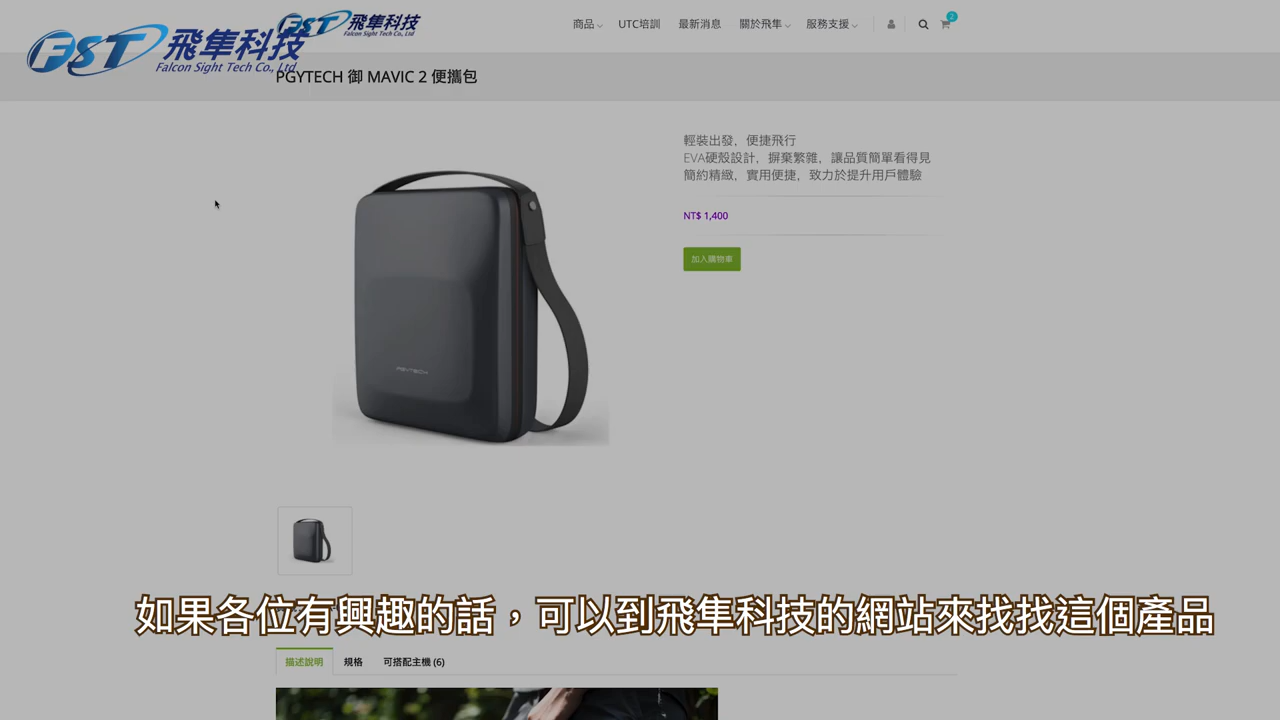 FST 飛隼科技
Falcon Sight Tech Co., Ltd
FST 飛隼科技
Falcon Sight Tech Co., Ltd.
商品
UTC培訓
最新消息
關於飛隼
服務支援
2
PGYTECH 御 MAVIC 2 便攜包
輕裝出發，便捷飛行
EVA硬殼設計，摒棄繁雜，讓品質簡單看得見
簡約精緻，實用便捷，致力於提升用戶體驗
NT$ 1,400
加入購物車
PGYTECH
如果各位有興趣的話，可以到飛隼科技的網站來找找這個產品
描述說明
規格
可搭配主機 (6)